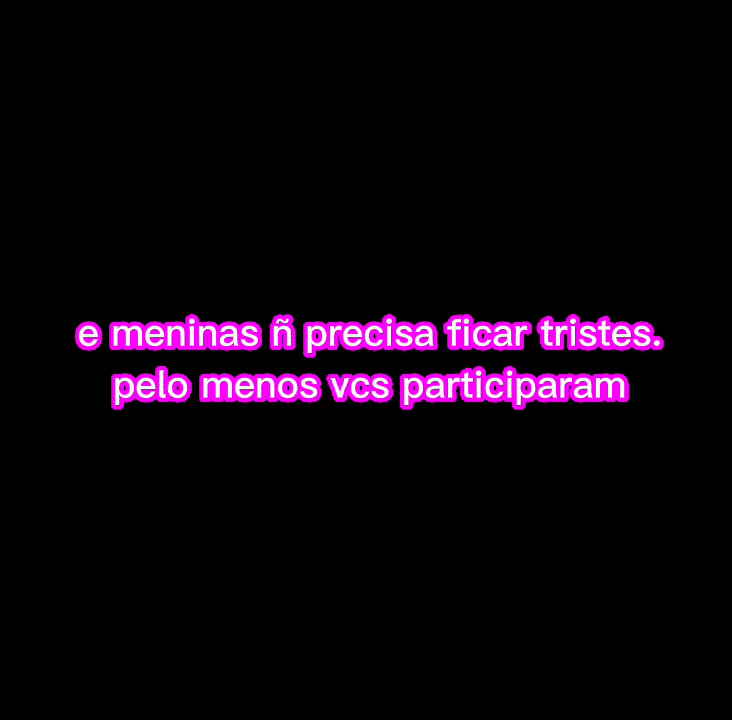 e meninas ñ precisa ficar tristes.
pelo menos vcs participaram